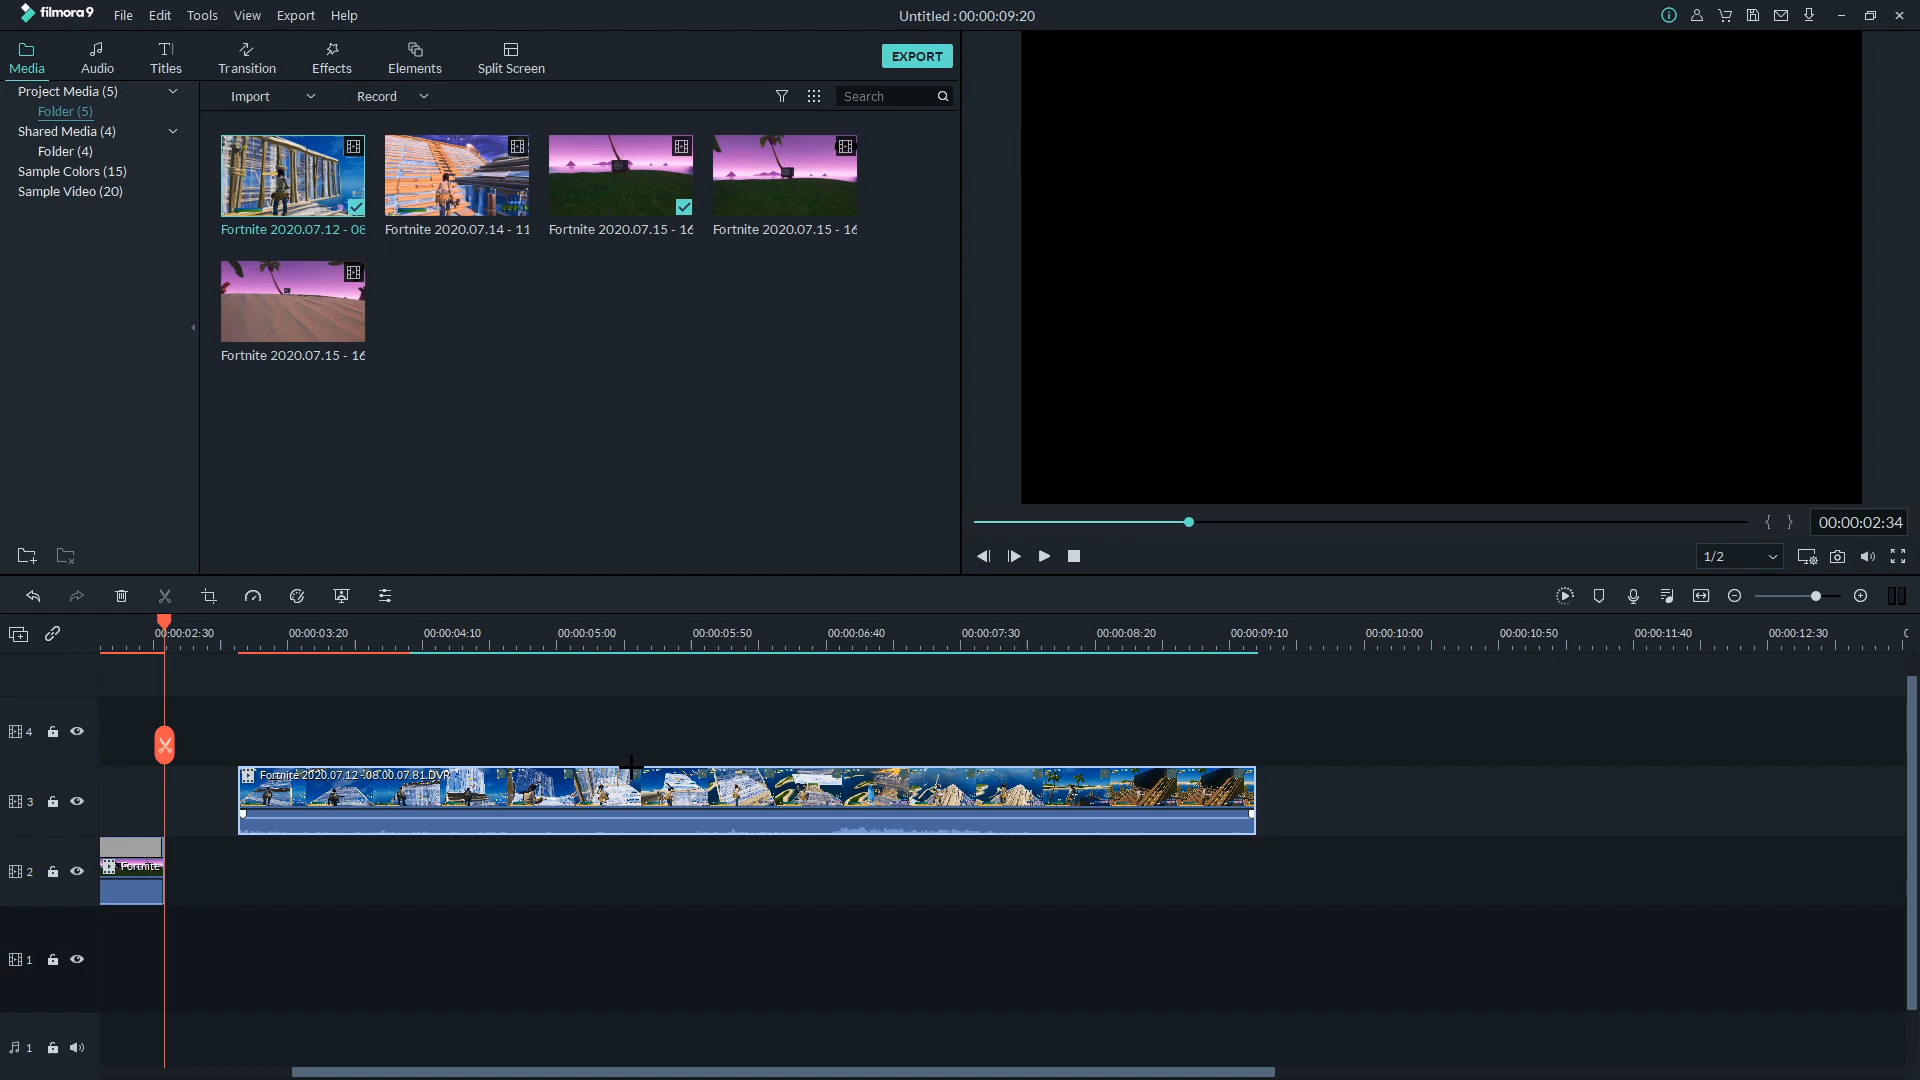 filmora9 File Edit Tools View Export Help Untitled : 00:00:09:20
Media Audio Titles Transition Effects Elements Split Screen EXPORT
Project Media (5) Import Record Search
Folder (5)
Shared Media (4)
Folder (4)
Sample Colors (15)
Sample Video (20)
Fortnite 2020.07.12 - 08 Fortnite 2020.07.14 - 11 Fortnite 2020.07.15 - 16 Fortnite 2020.07.15 - 16
Fortnite 2020.07.15 - 16
{ } 00:00:02:34
1/2
00:00:02:30 00:00:03:20 00:00:04:10 00:00:05:00 00:00:05:50 00:00:06:40 00:00:07:30 00:00:08:20 00:00:09:10 00:00:10:00 00:00:10:50 00:00:11:40 00:00:12:30
4
Fortnite 2020.07.12 - 08.00.07.81.DVR
3
Fortnite
2
1
1